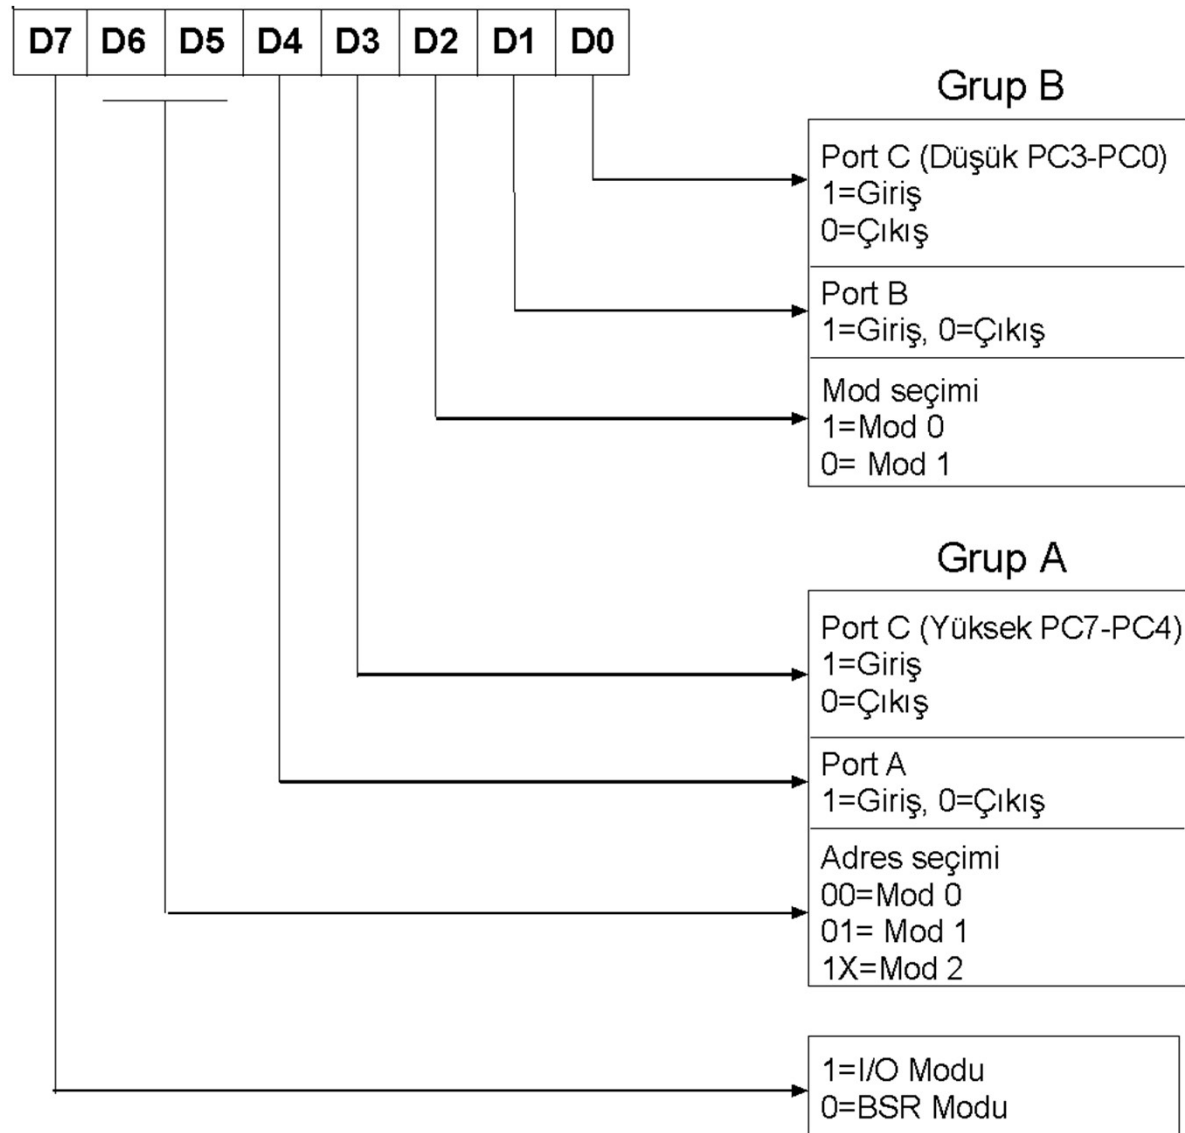 D7 D6 D5 D4 D3 D2 D1 D0
Grup B
Port C (Düşük PC3-PC0)
1=Giriş
0=Çıkış
Port B
1=Giriş, 0=Çıkış
Mod seçimi
1=Mod 0
0= Mod 1
Grup A
Port C (Yüksek PC7-PC4)
1=Giriş
0=Çıkış
Port A
1=Giriş, 0=Çıkış
Adres seçimi
00=Mod 0
01= Mod 1
1X=Mod 2
1=I/O Modu
0=BSR Modu